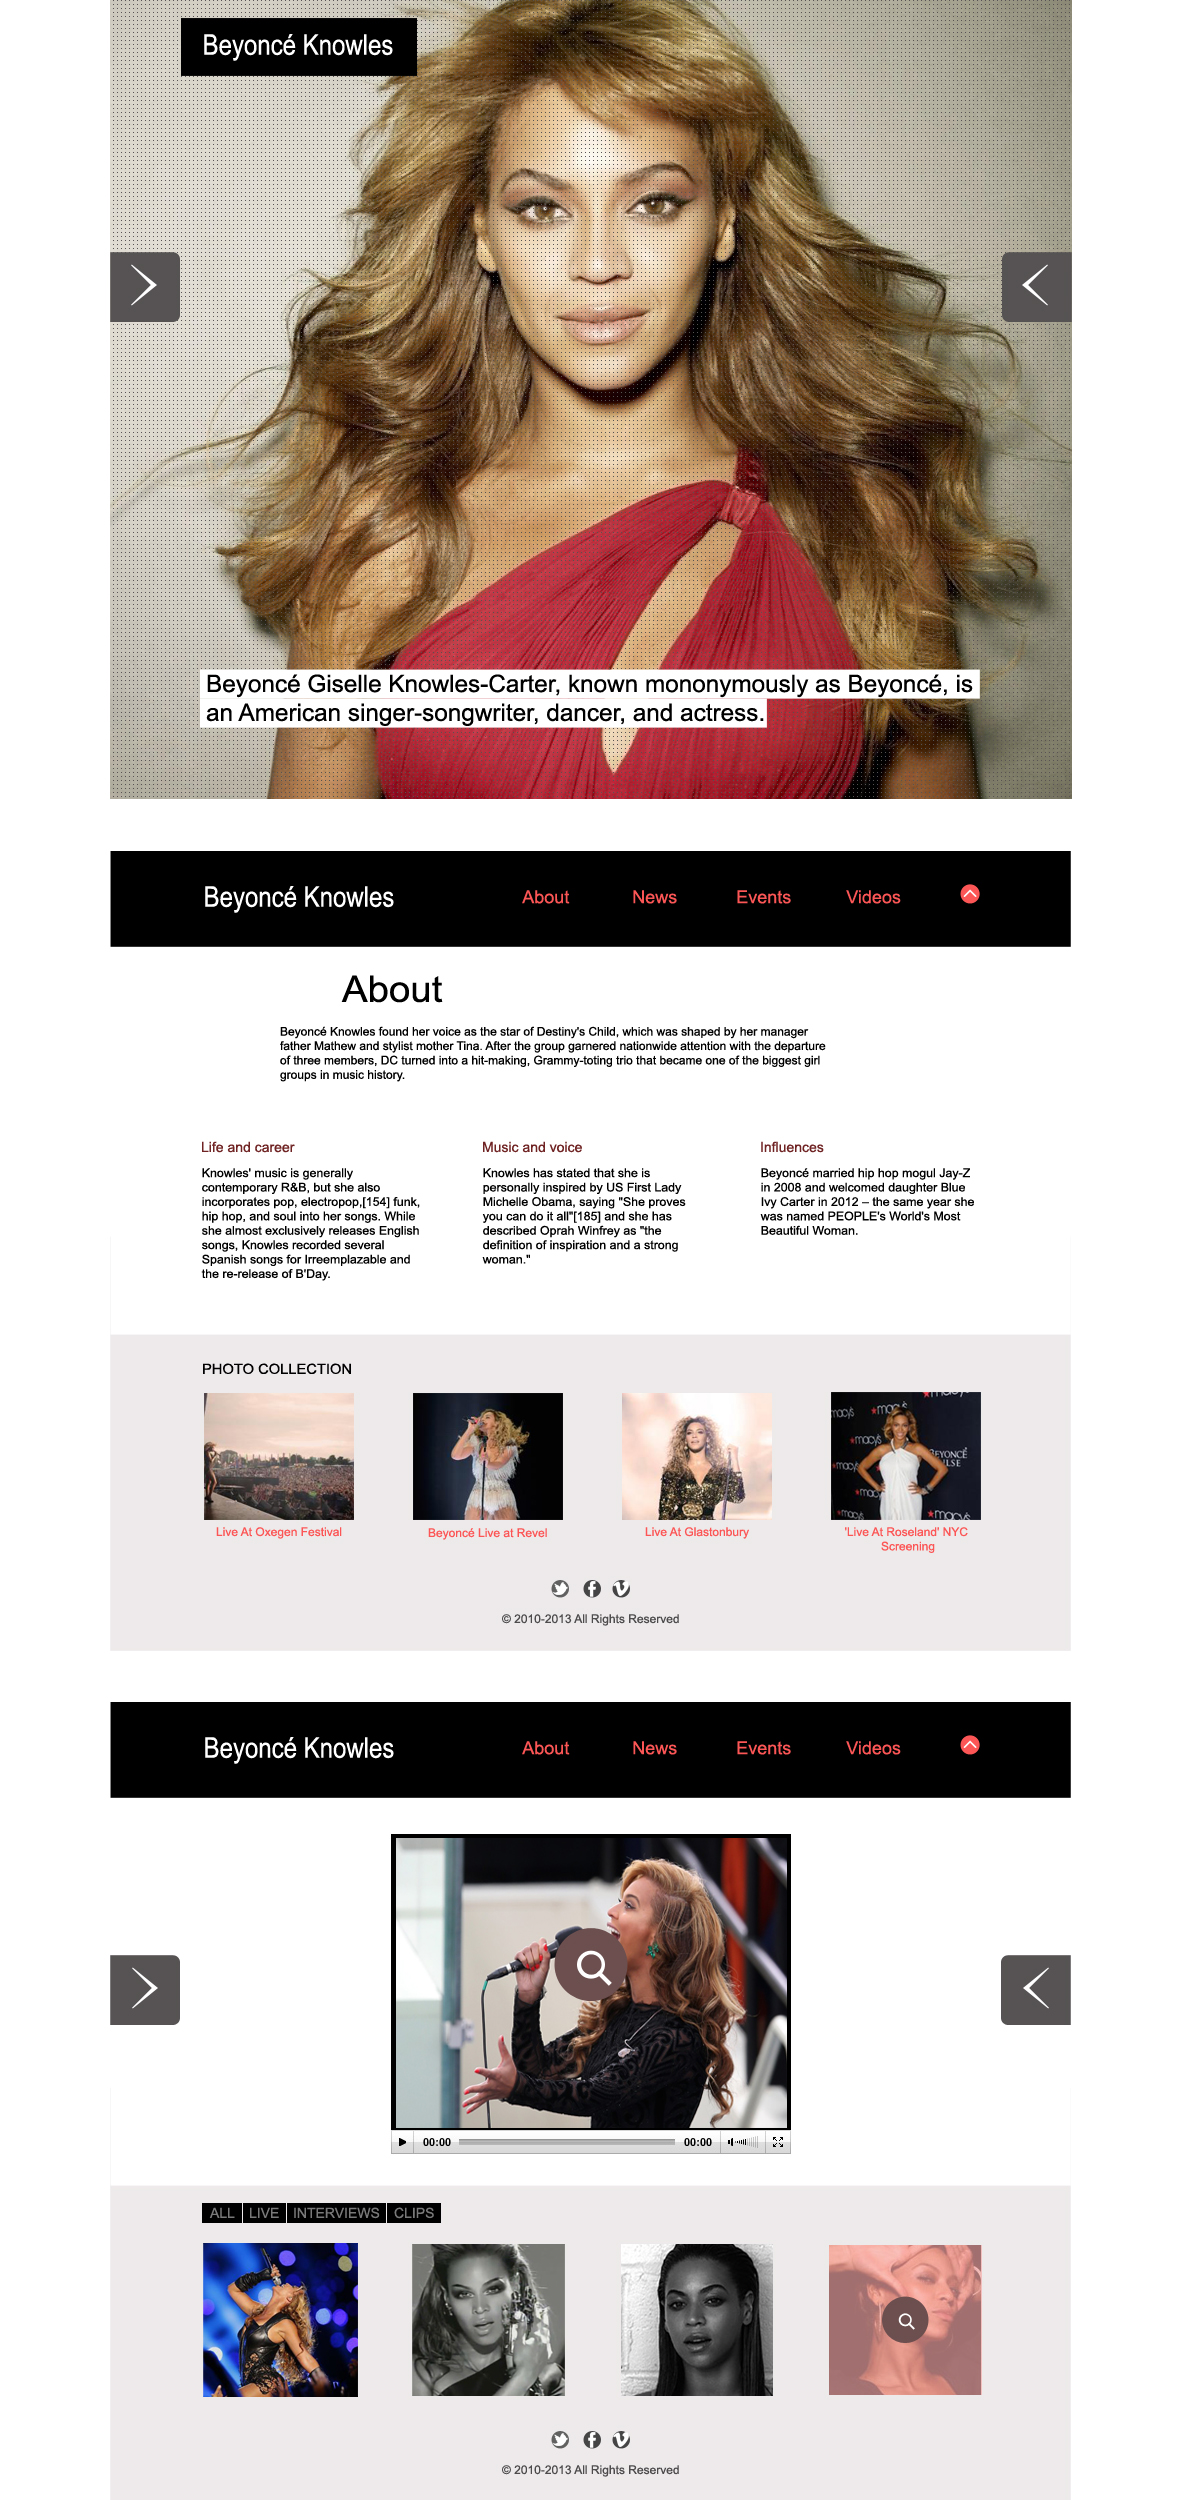 Beyoncé Knowles
Beyoncé Giselle Knowles-Carter, known mononymously as Beyoncé, is
an American singer-songwriter, dancer, and actress.
Beyoncé Knowles
About
News
Events
Videos
About
Beyoncé Knowles found her voice as the star of Destiny's Child, which was shaped by her manager
father Mathew and stylist mother Tina. After the group garnered nationwide attention with the departure
of three members, DC turned into a hit-making, Grammy-toting trio that became one of the biggest girl
groups in music history.
Life and career
Knowles' music is generally
contemporary R&B, but she also
incorporates pop, electropop,[154] funk,
hip hop, and soul into her songs. While
she almost exclusively releases English
songs, Knowles recorded several
Spanish songs for Irreemplazable and
the re-release of B'Day.
Music and voice
Knowles has stated that she is
personally inspired by US First Lady
Michelle Obama, saying "She proves
you can do it all"[185] and she has
described Oprah Winfrey as "the
definition of inspiration and a strong
woman."
Influences
Beyoncé married hip hop mogul Jay-Z
in 2008 and welcomed daughter Blue
Ivy Carter in 2012 – the same year she
was named PEOPLE's World's Most
Beautiful Woman.
PHOTO COLLECTION
macy's
macy's
macy's
macy's
Live At Oxegen Festival
Beyoncé Live at Revel
Live At Glastonbury
'Live At Roseland' NYC
Screening
© 2010-2013 All Rights Reserved
Beyoncé Knowles
About
News
Events
Videos
00:00
00:00
ALL
LIVE
INTERVIEWS
CLIPS
© 2010-2013 All Rights Reserved